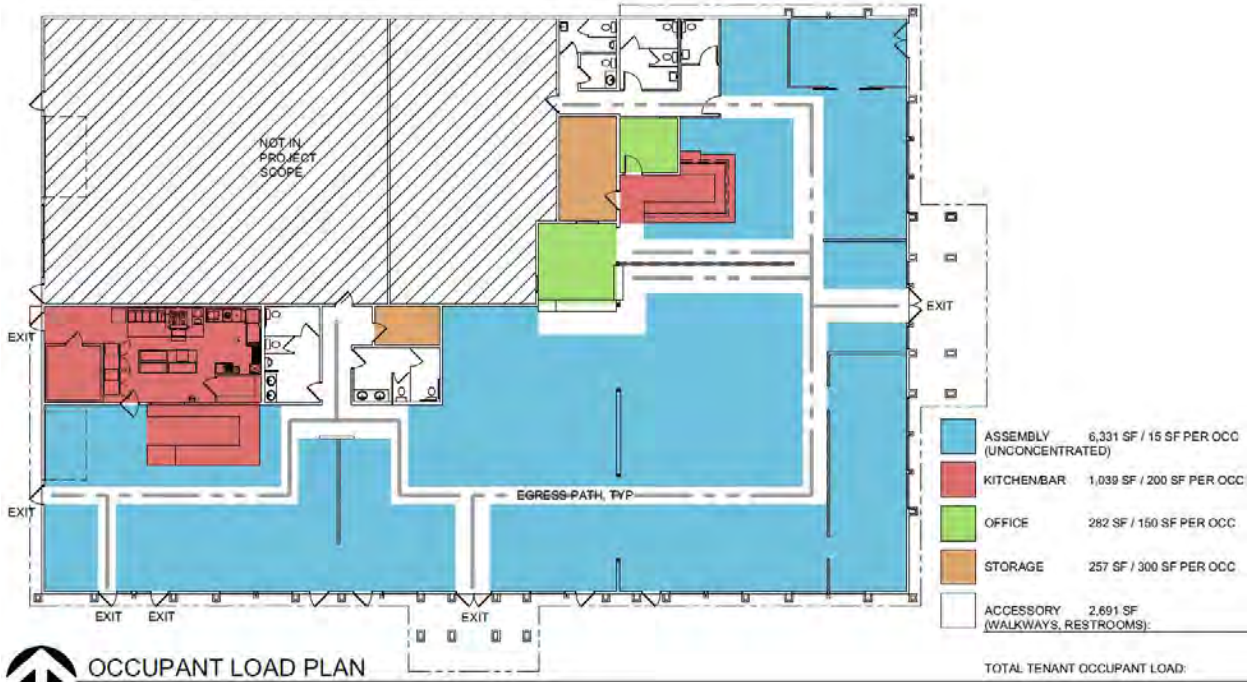 NOT IN
PROJECT
SCOPE
EXIT
EXIT
EGRESS PATH, TYP
EXIT
EXIT
EXIT
EXIT
ASSEMBLY 6,331 SF / 15 SF PER OCC
(UNCONCENTRATED)
KITCHEN/BAR 1,039 SF / 200 SF PER OCC
OFFICE 282 SF / 150 SF PER OCC
STORAGE 257 SF / 300 SF PER OCC
ACCESSORY 2,691 SF
(WALKWAYS, RESTROOMS):
OCCUPANT LOAD PLAN
TOTAL TENANT OCCUPANT LOAD: